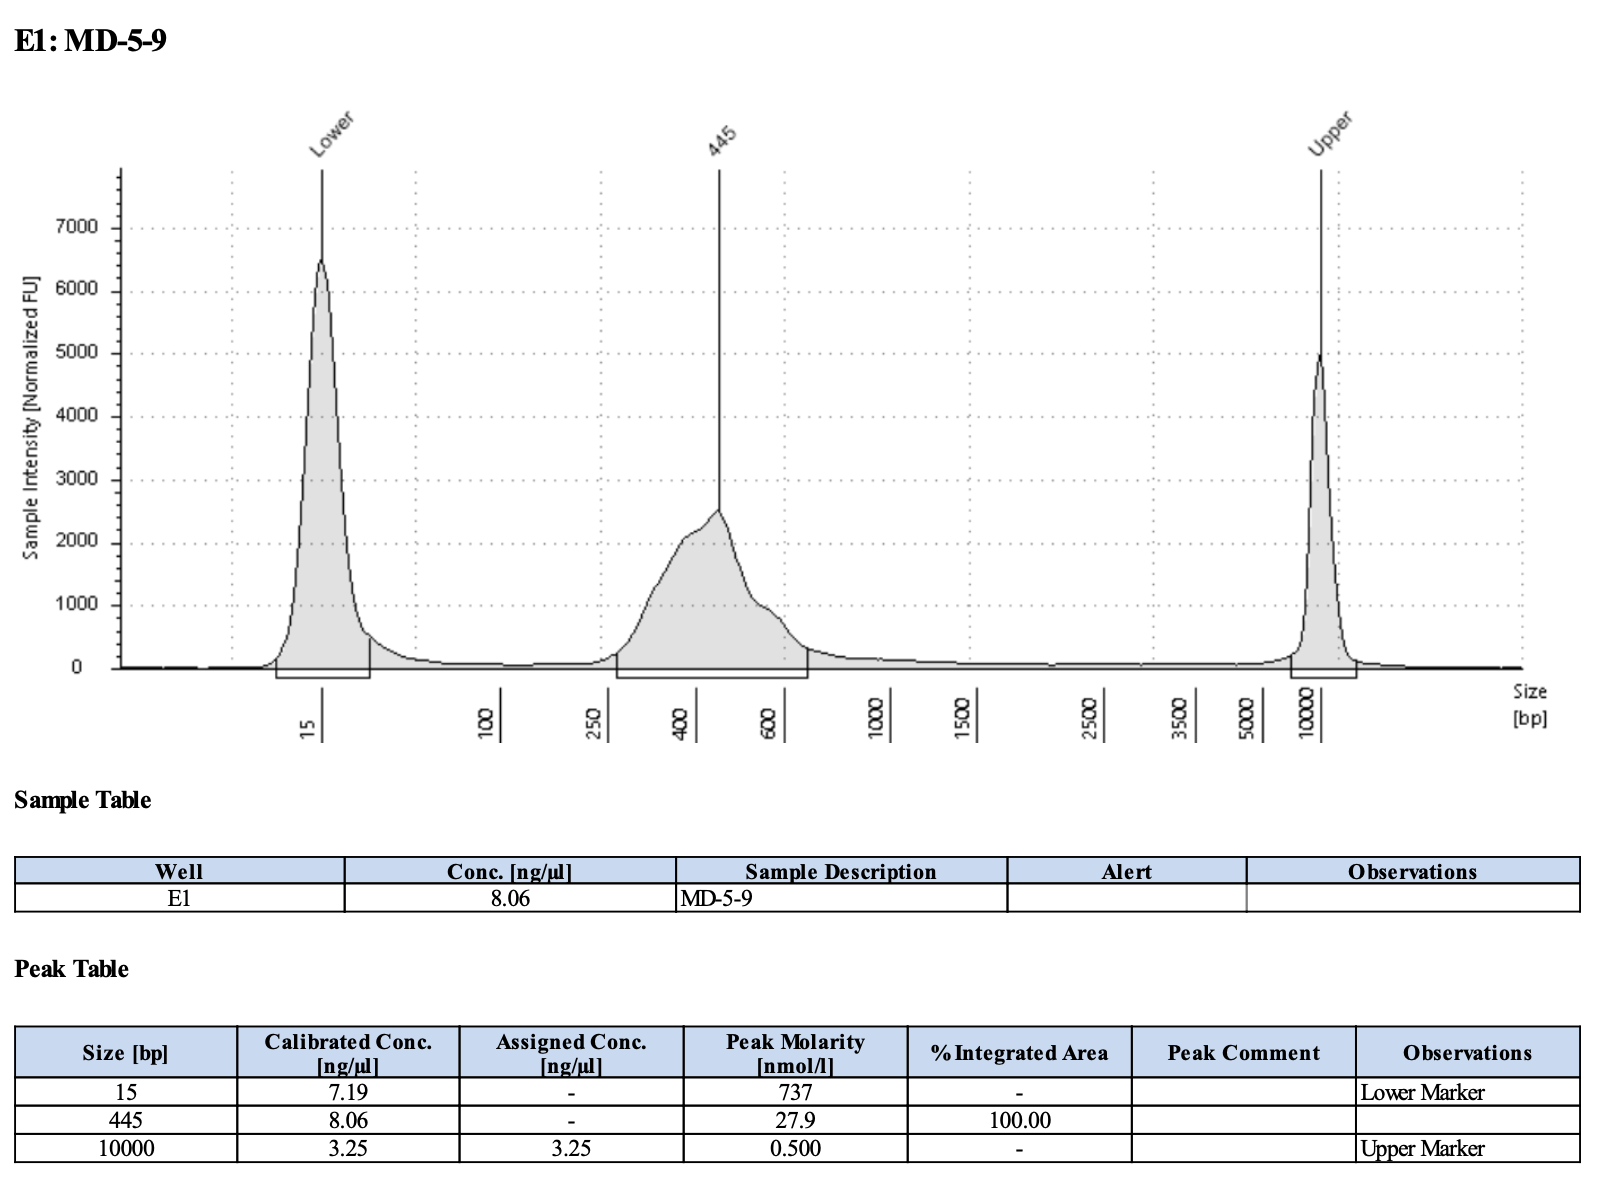 E1: MD-5-9
Lower
445
Upper
Sample Intensity [Normalized FU]
7000
6000
5000
4000
3000
2000
1000
0
15
100
250
400
600
1000
1500
2500
3500
5000
10000
Size
[bp]
Sample Table
Well Conc. [ng/µl] Sample Description Alert Observations
E1 8.06 MD-5-9
Peak Table
Size [bp] Calibrated Conc. [ng/µl] Assigned Conc. [ng/µl] Peak Molarity [nmol/l] % Integrated Area Peak Comment Observations
15 7.19 - 737 - Lower Marker
445 8.06 - 27.9 100.00
10000 3.25 3.25 0.500 - Upper Marker